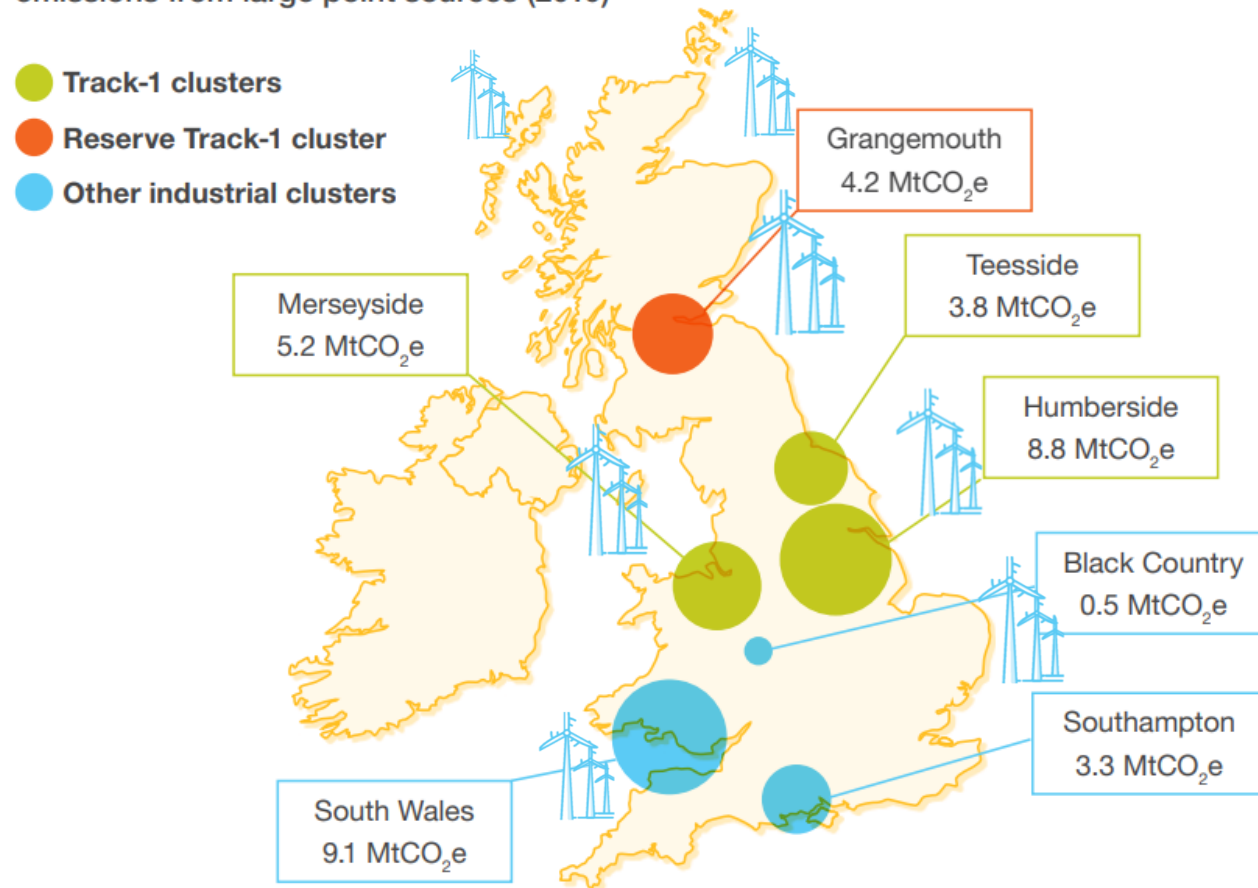 Track-1 clusters
Reserve Track-1 cluster
Other industrial clusters
Grangemouth
4.2 MtCO₂e
Teesside
3.8 MtCO₂e
Merseyside
5.2 MtCO₂e
Humberside
8.8 MtCO₂e
Black Country
0.5 MtCO₂e
Southampton
3.3 MtCO₂e
South Wales
9.1 MtCO₂e